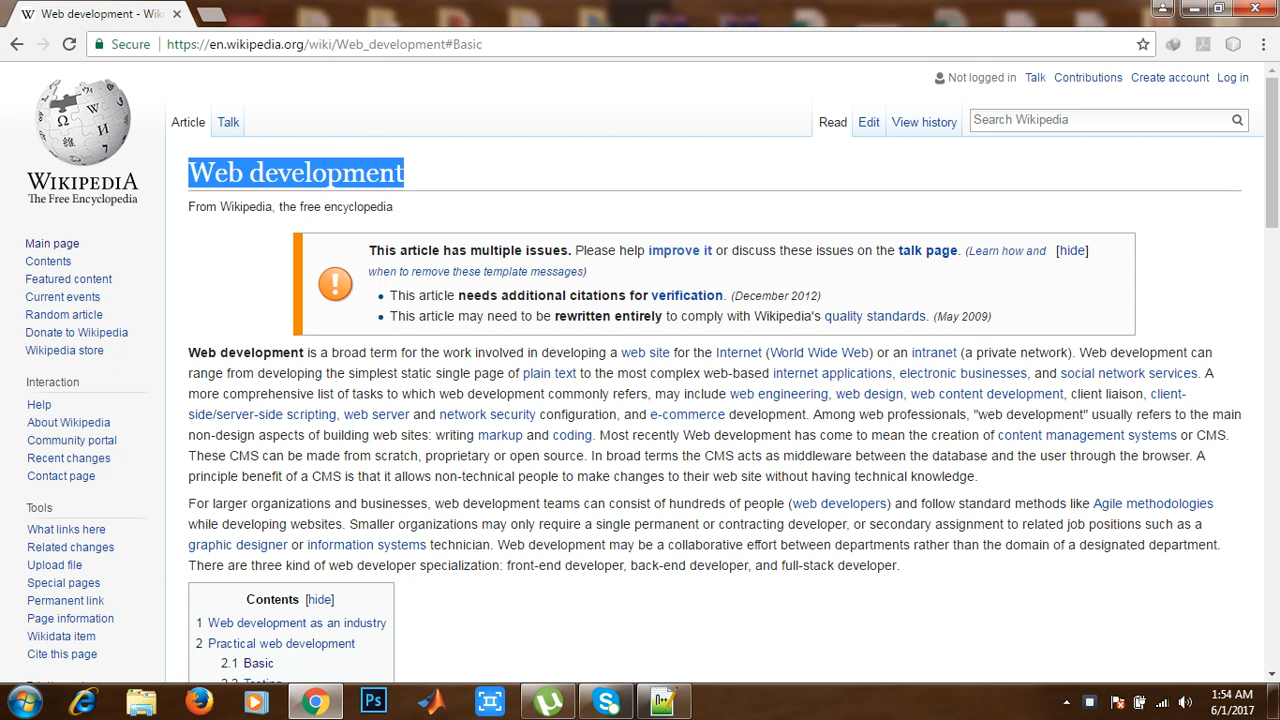 Web development - Wiki
Secure https://en.wikipedia.org/wiki/Web_development#Basic
Not logged in Talk Contributions Create account Log in
Article Talk Read Edit View history Search Wikipedia
WIKIPEDIA
The Free Encyclopedia
Web development
From Wikipedia, the free encyclopedia
This article has multiple issues. Please help improve it or discuss these issues on the talk page. (Learn how and [hide]
when to remove these template messages)
• This article needs additional citations for verification. (December 2012)
• This article may need to be rewritten entirely to comply with Wikipedia's quality standards. (May 2009)
Web development is a broad term for the work involved in developing a web site for the Internet (World Wide Web) or an intranet (a private network). Web development can
range from developing the simplest static single page of plain text to the most complex web-based internet applications, electronic businesses, and social network services. A
more comprehensive list of tasks to which web development commonly refers, may include web engineering, web design, web content development, client liaison, client-
side/server-side scripting, web server and network security configuration, and e-commerce development. Among web professionals, "web development" usually refers to the main
non-design aspects of building web sites: writing markup and coding. Most recently Web development has come to mean the creation of content management systems or CMS.
These CMS can be made from scratch, proprietary or open source. In broad terms the CMS acts as middleware between the database and the user through the browser. A
principle benefit of a CMS is that it allows non-technical people to make changes to their web site without having technical knowledge.
For larger organizations and businesses, web development teams can consist of hundreds of people (web developers) and follow standard methods like Agile methodologies
while developing websites. Smaller organizations may only require a single permanent or contracting developer, or secondary assignment to related job positions such as a
graphic designer or information systems technician. Web development may be a collaborative effort between departments rather than the domain of a designated department.
There are three kind of web developer specialization: front-end developer, back-end developer, and full-stack developer.
Contents [hide]
1 Web development as an industry
2 Practical web development
2.1 Basic
2.2 Testing
Main page
Contents
Featured content
Current events
Random article
Donate to Wikipedia
Wikipedia store
Interaction
Help
About Wikipedia
Community portal
Recent changes
Contact page
Tools
What links here
Related changes
Upload file
Special pages
Permanent link
Page information
Wikidata item
Cite this page
Ps
1:54 AM
6/1/2017